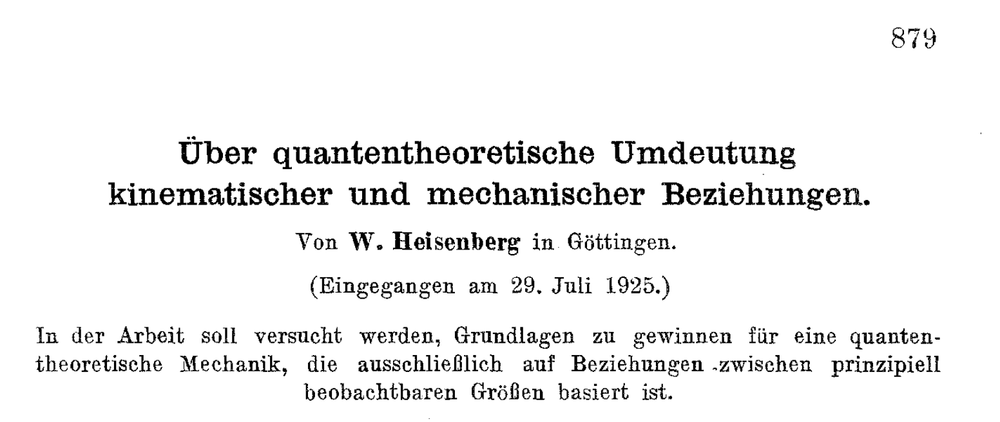 879
Über quantentheoretische Umdeutung
kinematischer und mechanischer Beziehungen.
Von W. Heisenberg in Göttingen.
(Eingegangen am 29. Juli 1925.)
In der Arbeit soll versucht werden, Grundlagen zu gewinnen für eine quanten-
theoretische Mechanik, die ausschließlich auf Beziehungen zwischen prinzipiell
beobachtbaren Größen basiert ist.